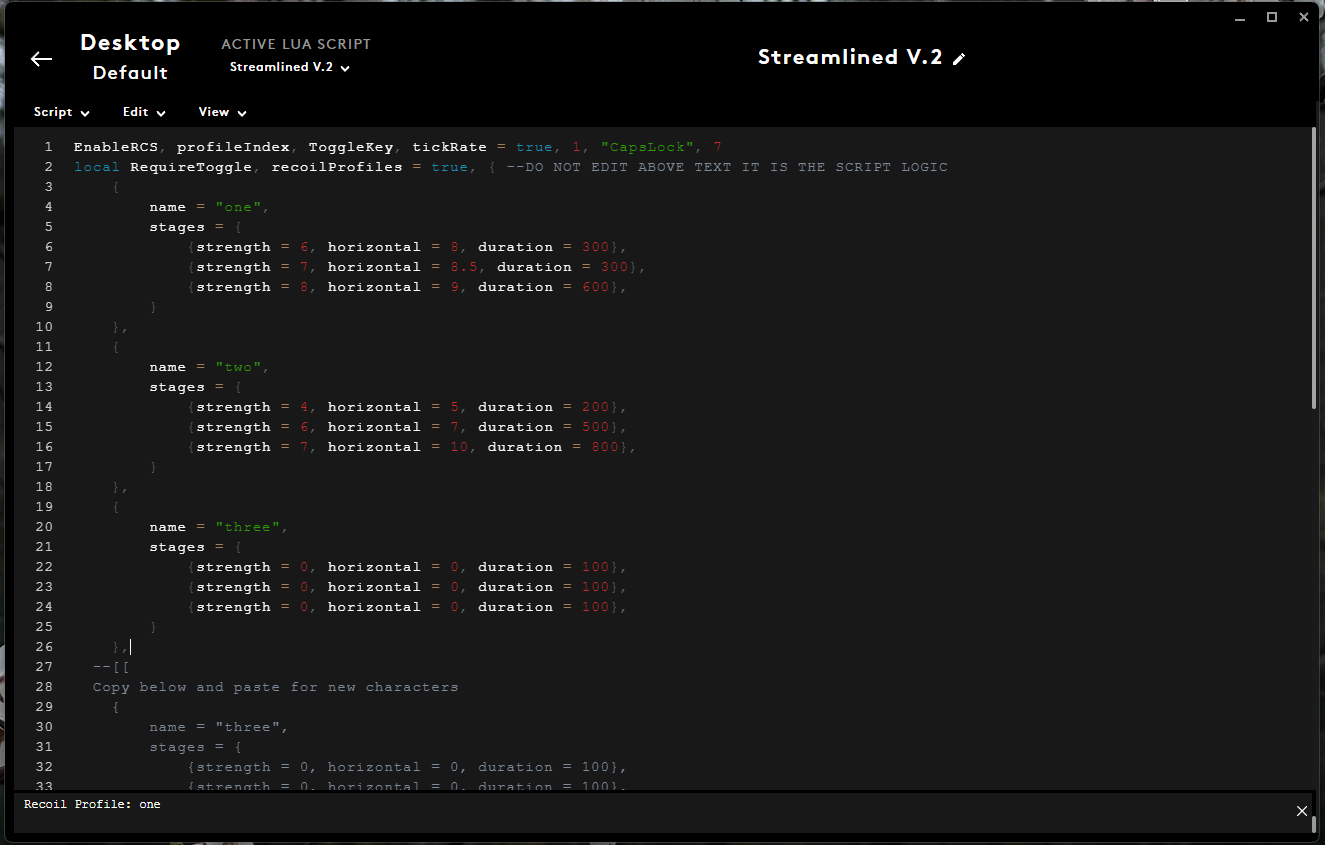 Desktop
Default
ACTIVE LUA SCRIPT
Streamlined V.2
Streamlined V.2
Script
Edit
View
1 EnableRCS, profileIndex, ToggleKey, tickRate = true, 1, "CapsLock", 7
2 local RequireToggle, recoilProfiles = true, { --DO NOT EDIT ABOVE TEXT IT IS THE SCRIPT LOGIC
3 {
4 name = "one",
5 stages = {
6 {strength = 6, horizontal = 8, duration = 300},
7 {strength = 7, horizontal = 8.5, duration = 300},
8 {strength = 8, horizontal = 9, duration = 600},
9 }
10 },
11 {
12 name = "two",
13 stages = {
14 {strength = 4, horizontal = 5, duration = 200},
15 {strength = 6, horizontal = 7, duration = 500},
16 {strength = 7, horizontal = 10, duration = 800},
17 }
18 },
19 {
20 name = "three",
21 stages = {
22 {strength = 0, horizontal = 0, duration = 100},
23 {strength = 0, horizontal = 0, duration = 100},
24 {strength = 0, horizontal = 0, duration = 100},
25 }
26 },
27 --[[
28 Copy below and paste for new characters
29 {
30 name = "three",
31 stages = {
32 {strength = 0, horizontal = 0, duration = 100},
33 {strength = 0, horizontal = 0, duration = 100},
Recoil Profile: one